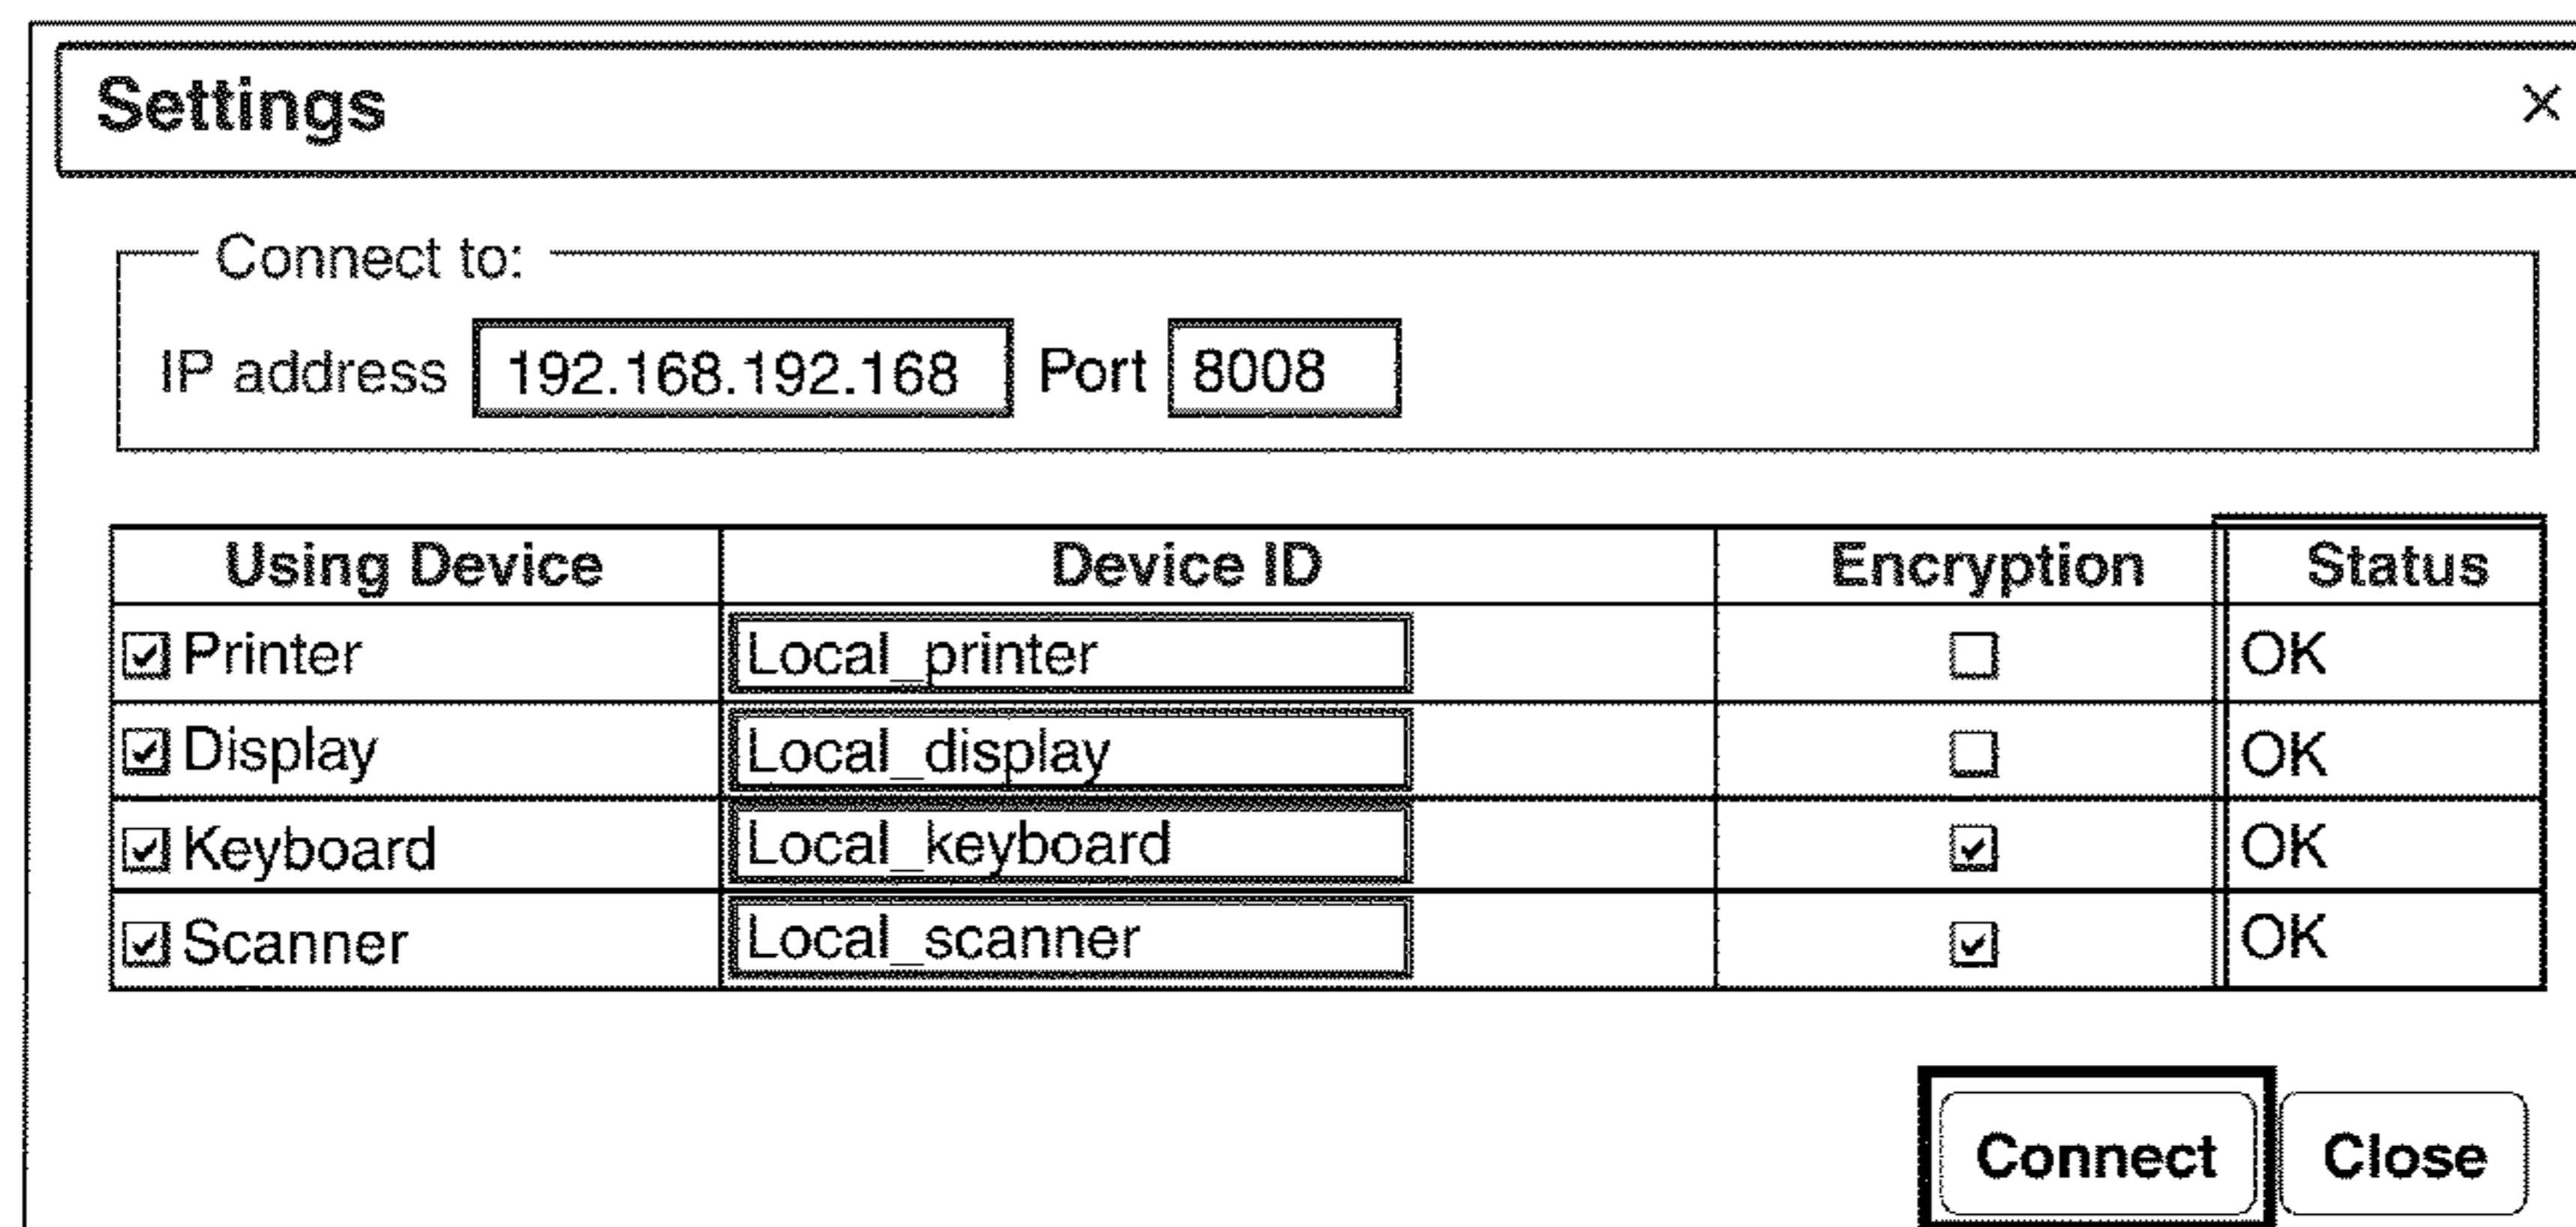 Settings
Connect to:
IP address 192.168.192.168 Port 8008
Using Device Device ID Encryption Status
Printer Local_printer OK
Display Local_display OK
Keyboard Local_keyboard OK
Scanner Local_scanner OK
Connect Close